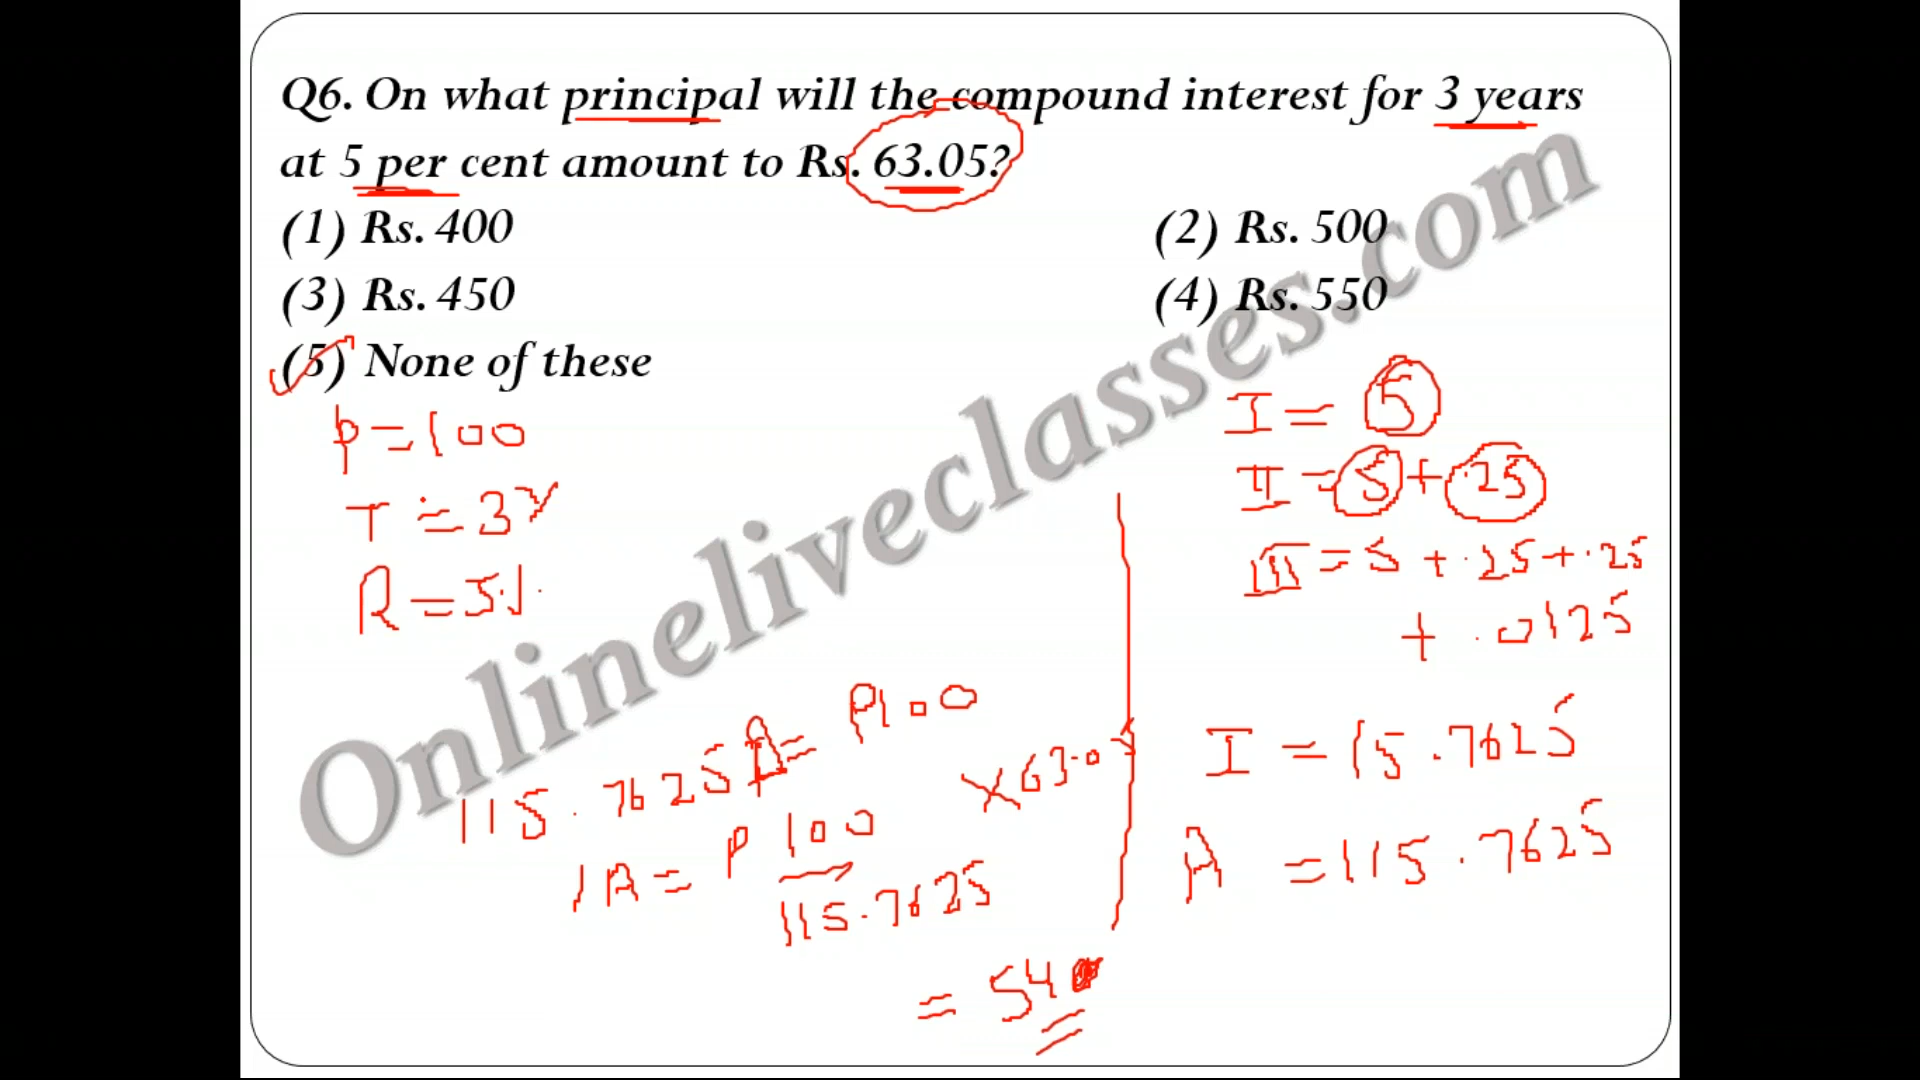 Q6. On what principal will the compound interest for 3 years
at 5 per cent amount to Rs. 63.05?
(1) Rs. 400
(2) Rs. 500
(3) Rs. 450
(4) Rs. 550
(5) None of these
Onlineliveclasses.com
P=100
T=3Y
R=5%
115.7625 A= P100
1A= P 100 ×63.05
115.7625
= 54
I = 5
II = 5+.25
III = 5 + .25 + .25
+ .0125
I = 15.7625
A = 115.7625